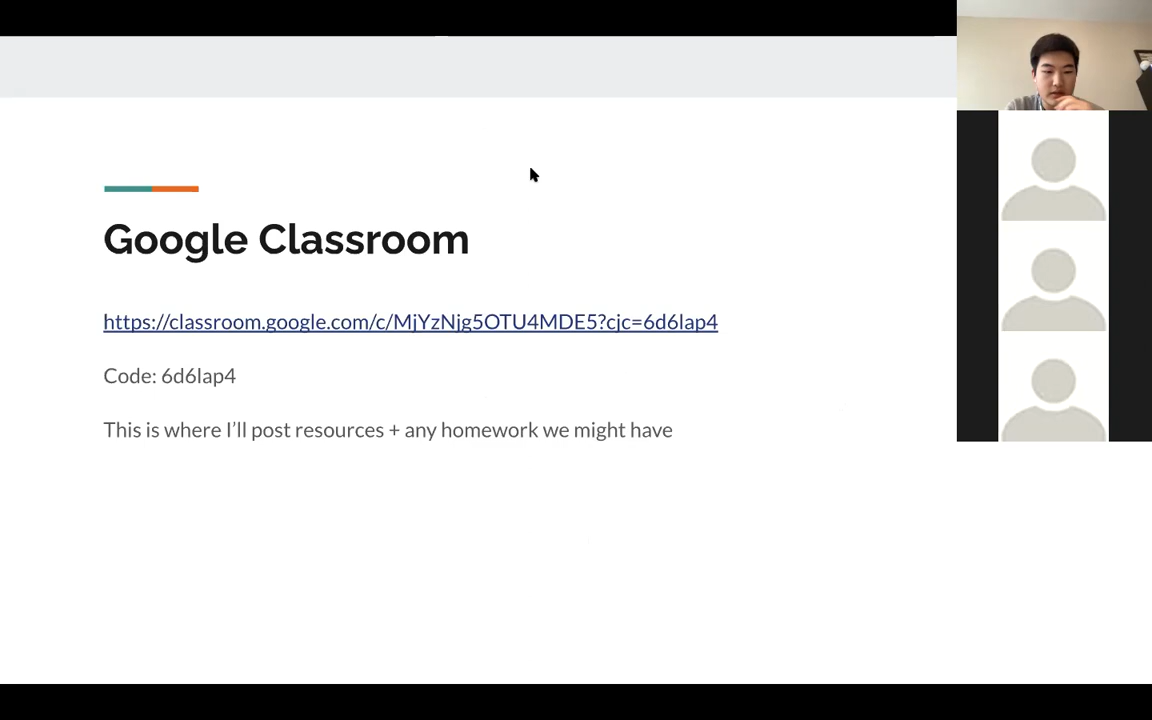 Google Classroom
https://classroom.google.com/c/MjYzNjg5OTU4MDE5?cjc=6d6lap4
Code: 6d6lap4
This is where I’ll post resources + any homework we might have